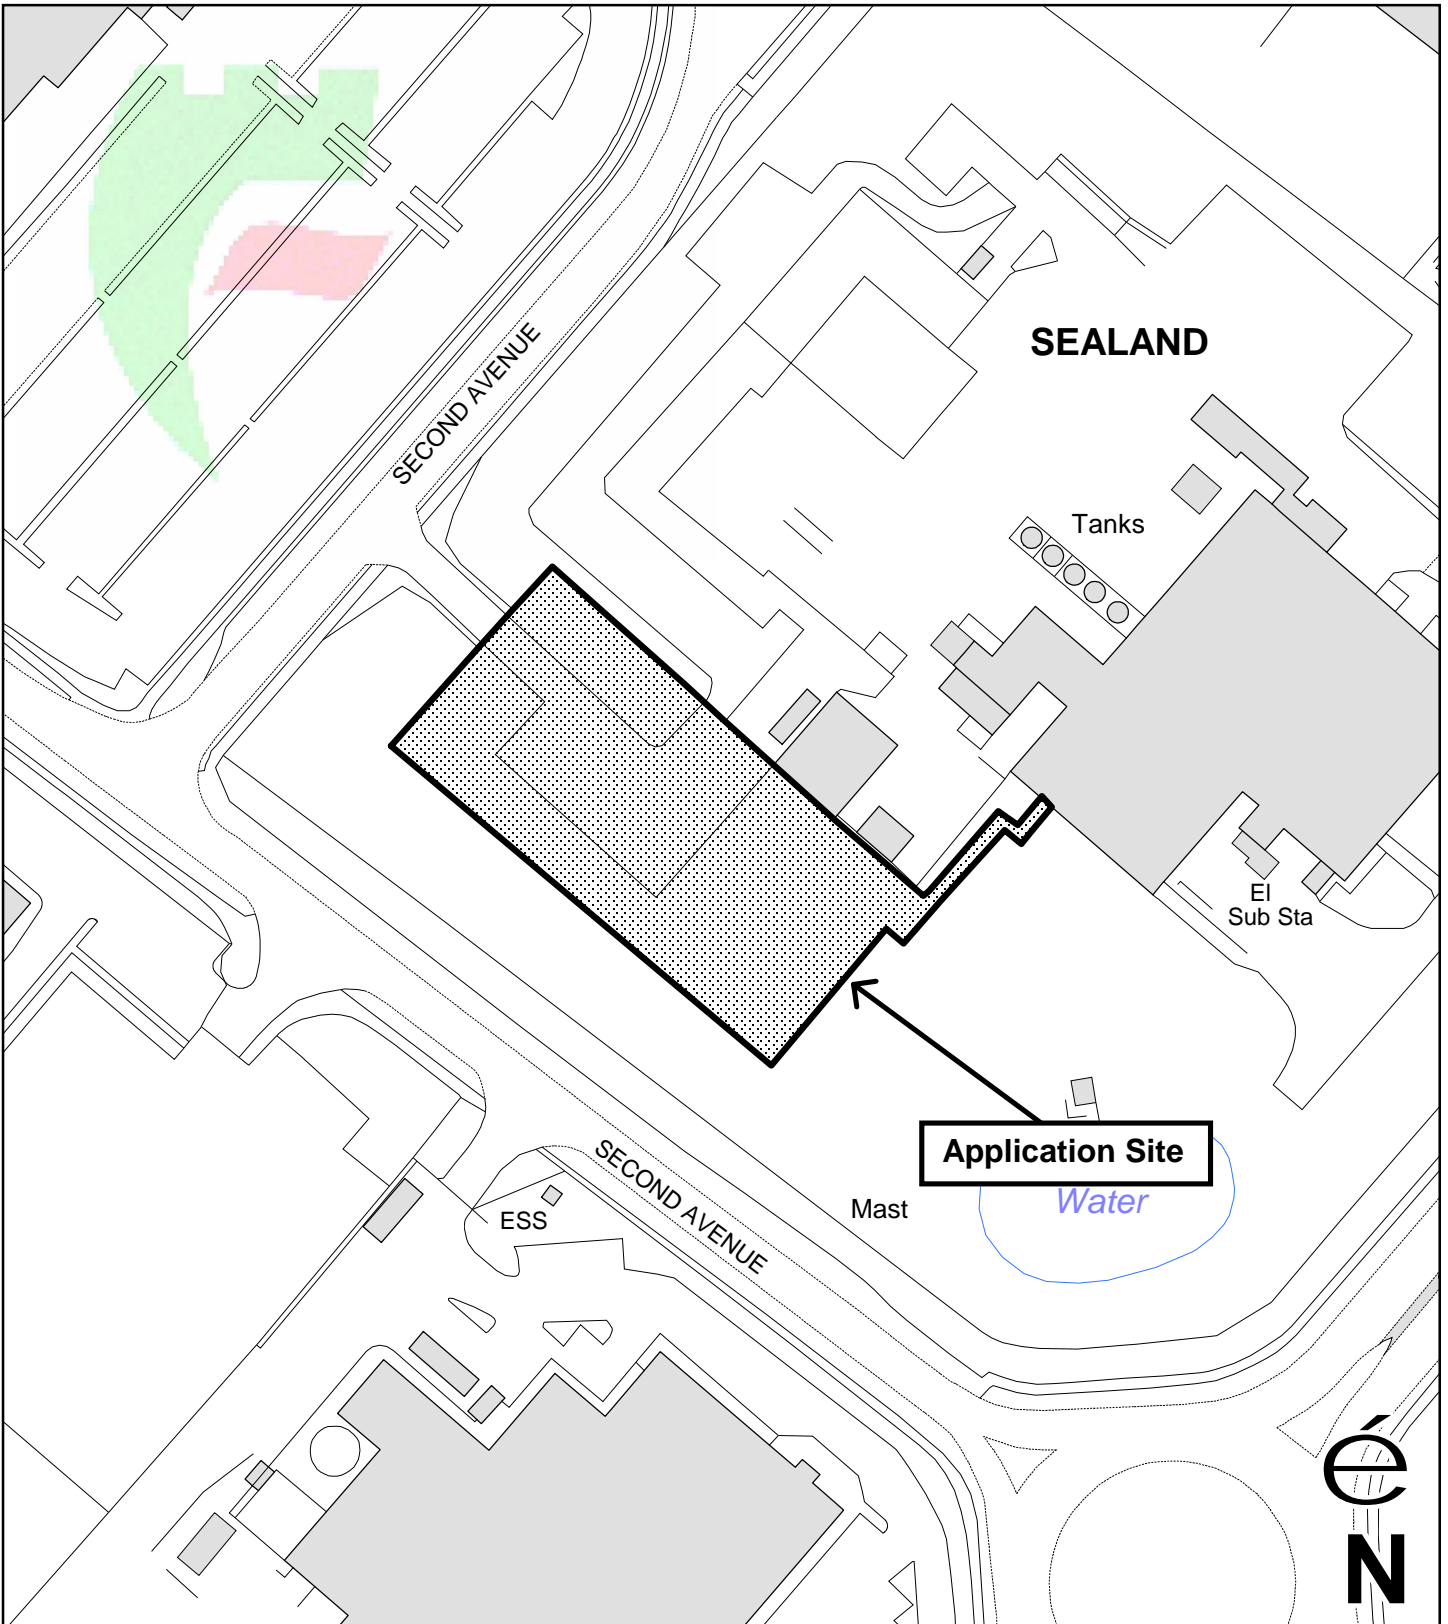 SECOND AVENUE
SEALAND
Tanks
El
Sub Sta
Application Site
Water
Mast
SECOND AVENUE
ESS
é
N